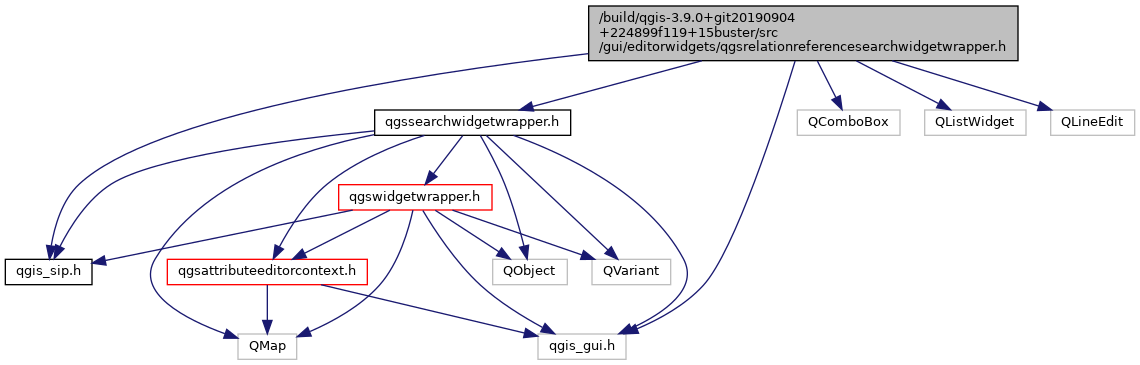 /build/qgis-3.9.0+git20190904
+224899f119+15buster/src
/gui/editorwidgets/qgsrelationreferencesearchwidgetwrapper.h
qgssearchwidgetwrapper.h
QComboBox
QListWidget
QLineEdit
qgswidgetwrapper.h
qgis_sip.h
qgsattributeeditorcontext.h
QObject
QVariant
QMap
qgis_gui.h